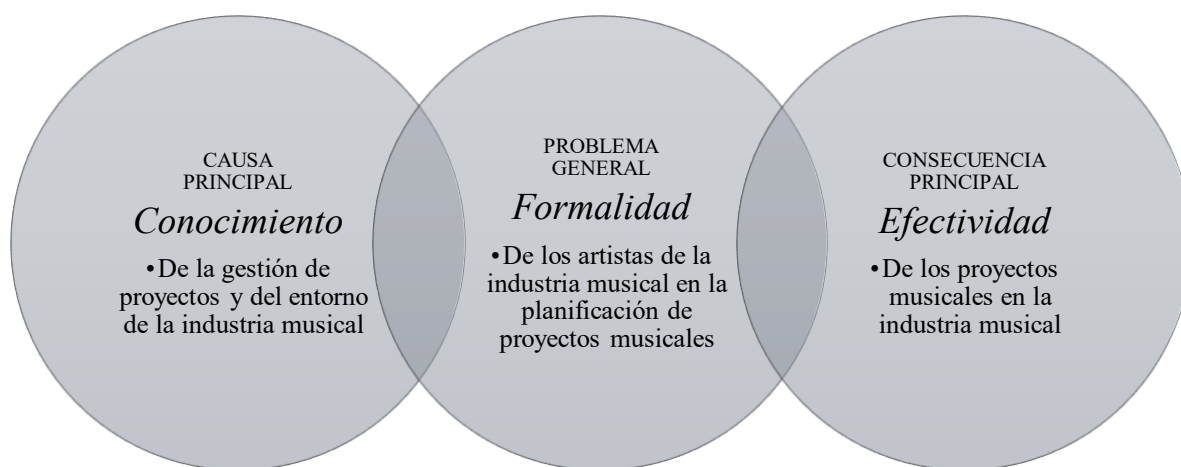 CAUSA
PRINCIPAL
Conocimiento
•De la gestión de
proyectos y del entorno
de la industria musical
PROBLEMA
GENERAL
Formalidad
•De los artistas de la
industria musical en la
planificación de
proyectos musicales
CONSECUENCIA
PRINCIPAL
Efectividad
•De los proyectos
musicales en la
industria musical